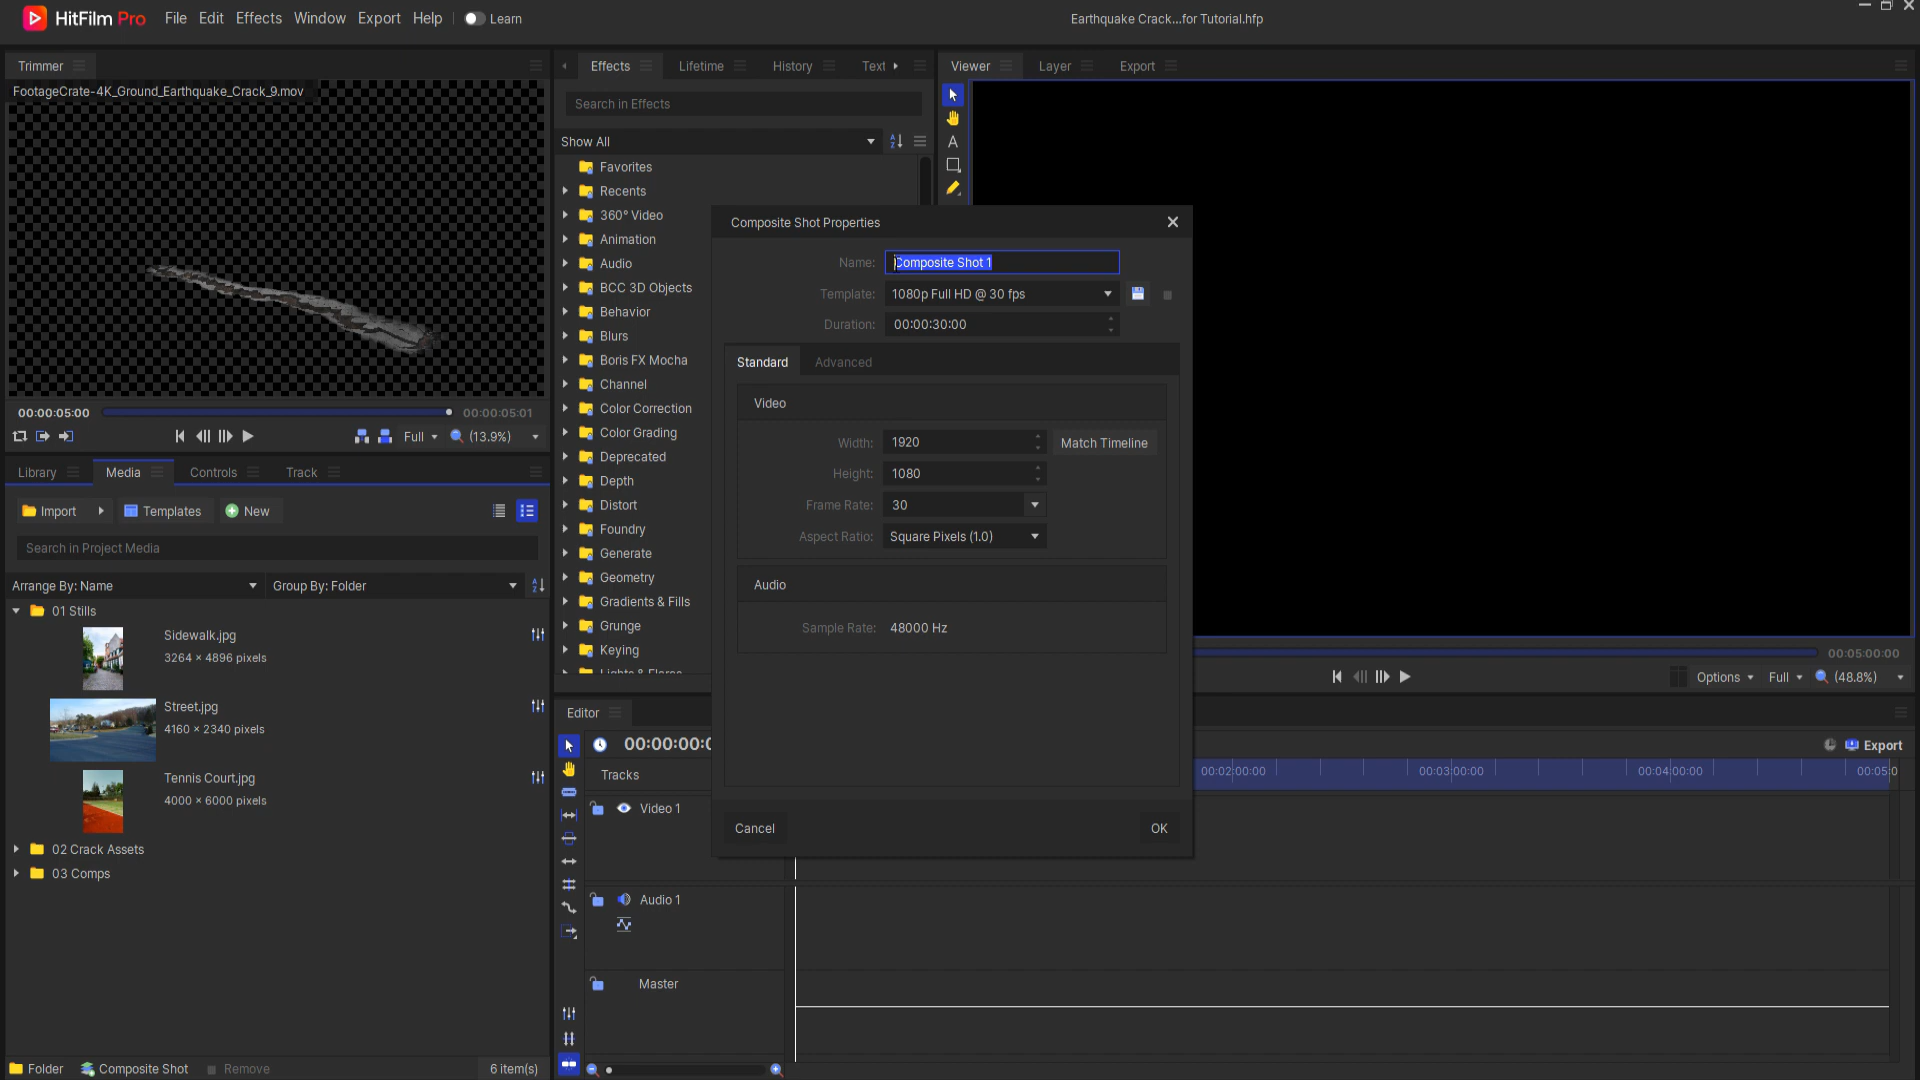 HitFilm Pro File Edit Effects Window Export Help Learn Earthquake Crack...for Tutorial.hfp
Trimmer
FootageCrate-4K_Ground_Earthquake_Crack_9.mov
00:00:05:00 00:00:05:01
Full (13.9%)
Library Media Controls Track
Import Templates New
Search in Project Media
Arrange By: Name Group By: Folder
01 Stills
Sidewalk.jpg
3264 × 4896 pixels
Street.jpg
4160 × 2340 pixels
Tennis Court.jpg
4000 × 6000 pixels
02 Crack Assets
03 Comps
Folder Composite Shot Remove 6 item(s)
Effects Lifetime History Text
Search in Effects
Show All
Favorites
Recents
360° Video
Animation
Audio
BCC 3D Objects
Behavior
Blurs
Boris FX Mocha
Channel
Color Correction
Color Grading
Deprecated
Depth
Distort
Foundry
Generate
Geometry
Gradients & Fills
Grunge
Keying
Lights & Flares
Viewer Layer Export
Composite Shot Properties
Name: Composite Shot 1
Template: 1080p Full HD @ 30 fps
Duration: 00:00:30:00
Standard Advanced
Video
Width: 1920 Match Timeline
Height: 1080
Frame Rate: 30
Aspect Ratio: Square Pixels (1.0)
Audio
Sample Rate: 48000 Hz
Cancel OK
00:05:00:00
Options Full (48.8%)
Editor
00:00:00:0
Export
Tracks
00:02:00:00 00:03:00:00 00:04:00:00 00:05:0
Video 1
Audio 1
Master